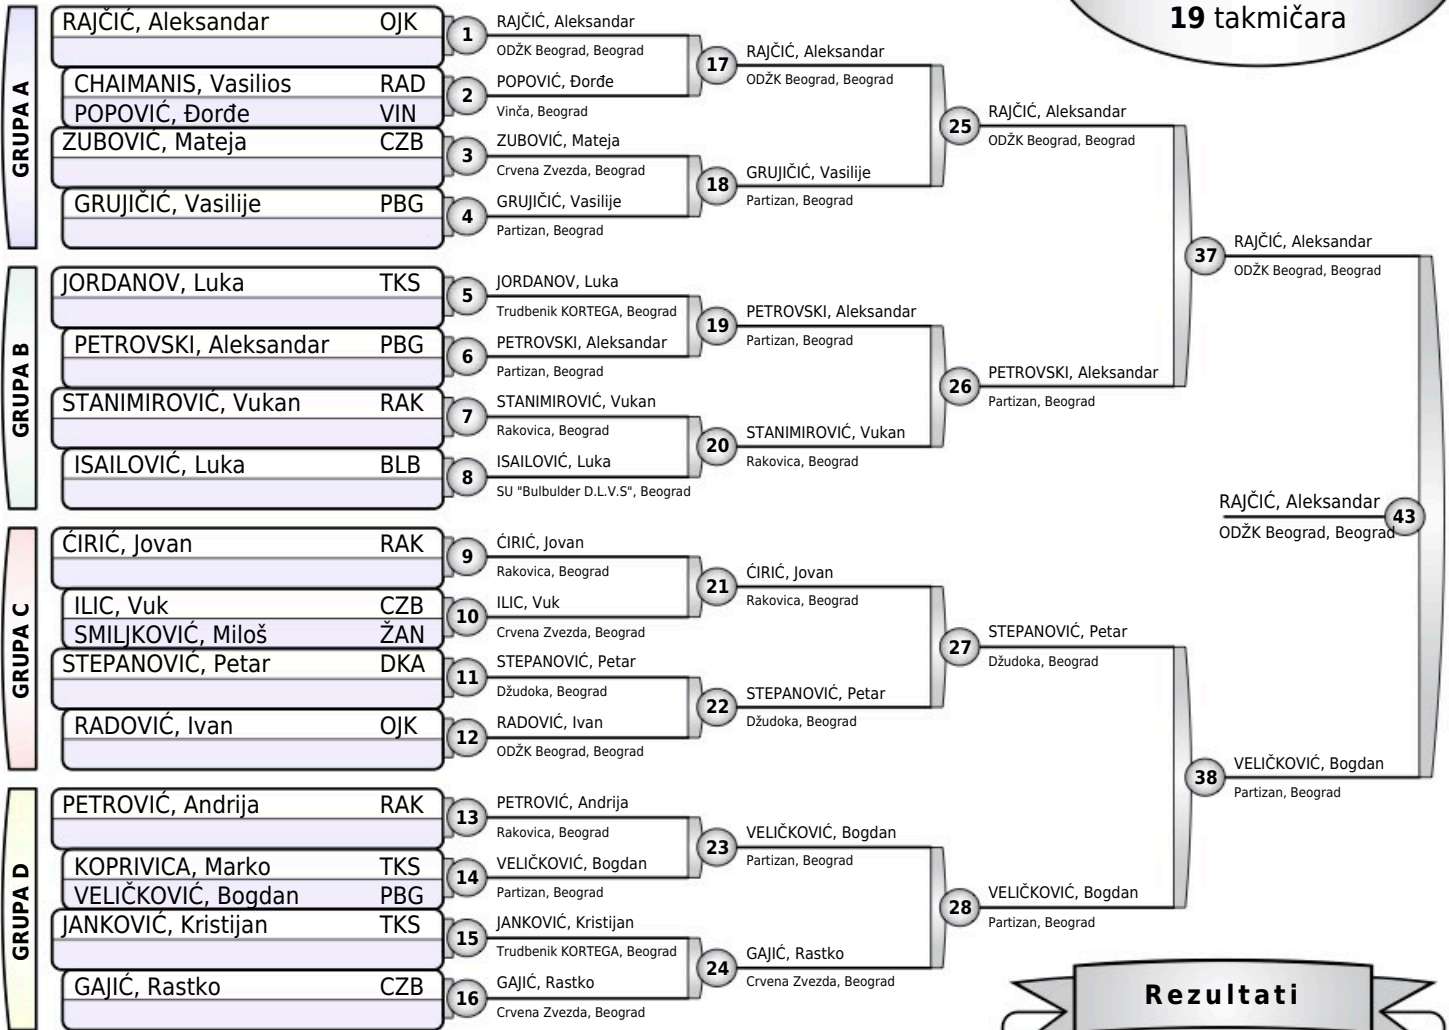 19 takmičara
GRUPA A
RAJČIĆ, Aleksandar OJK
CHAIMANIS, Vasilios RAD
POPOVIĆ, Đorđe VIN
ZUBOVIĆ, Mateja CZB
GRUJIČIĆ, Vasilije PBG
GRUPA B
JORDANOV, Luka TKS
PETROVSKI, Aleksandar PBG
STANIMIROVIĆ, Vukan RAK
ISAILOVIĆ, Luka BLB
GRUPA C
ĆIRIĆ, Jovan RAK
ILIC, Vuk CZB
SMILJKOVIĆ, Miloš ŽAN
STEPANOVIĆ, Petar DKA
RADOVIĆ, Ivan OJK
GRUPA D
PETROVIĆ, Andrija RAK
KOPRIVICA, Marko TKS
VELIČKOVIĆ, Bogdan PBG
JANKOVIĆ, Kristijan TKS
GAJIĆ, Rastko CZB
1
RAJČIĆ, Aleksandar
ODŽK Beograd, Beograd
2
POPOVIĆ, Đorđe
Vinča, Beograd
3
ZUBOVIĆ, Mateja
Crvena Zvezda, Beograd
4
GRUJIČIĆ, Vasilije
Partizan, Beograd
5
JORDANOV, Luka
Trudbenik KORTEGA, Beograd
6
PETROVSKI, Aleksandar
Partizan, Beograd
7
STANIMIROVIĆ, Vukan
Rakovica, Beograd
8
ISAILOVIĆ, Luka
SU "Bulbulder D.L.V.S", Beograd
9
ĆIRIĆ, Jovan
Rakovica, Beograd
10
ILIC, Vuk
Crvena Zvezda, Beograd
11
STEPANOVIĆ, Petar
Džudoka, Beograd
12
RADOVIĆ, Ivan
ODŽK Beograd, Beograd
13
PETROVIĆ, Andrija
Rakovica, Beograd
14
VELIČKOVIĆ, Bogdan
Partizan, Beograd
15
JANKOVIĆ, Kristijan
Trudbenik KORTEGA, Beograd
16
GAJIĆ, Rastko
Crvena Zvezda, Beograd
17
RAJČIĆ, Aleksandar
ODŽK Beograd, Beograd
18
GRUJIČIĆ, Vasilije
Partizan, Beograd
19
PETROVSKI, Aleksandar
Partizan, Beograd
20
STANIMIROVIĆ, Vukan
Rakovica, Beograd
21
ĆIRIĆ, Jovan
Rakovica, Beograd
22
STEPANOVIĆ, Petar
Džudoka, Beograd
23
VELIČKOVIĆ, Bogdan
Partizan, Beograd
24
GAJIĆ, Rastko
Crvena Zvezda, Beograd
25
RAJČIĆ, Aleksandar
ODŽK Beograd, Beograd
26
PETROVSKI, Aleksandar
Partizan, Beograd
27
STEPANOVIĆ, Petar
Džudoka, Beograd
28
VELIČKOVIĆ, Bogdan
Partizan, Beograd
37
RAJČIĆ, Aleksandar
ODŽK Beograd, Beograd
38
VELIČKOVIĆ, Bogdan
Partizan, Beograd
RAJČIĆ, Aleksandar
43
ODŽK Beograd, Beograd
Rezultati